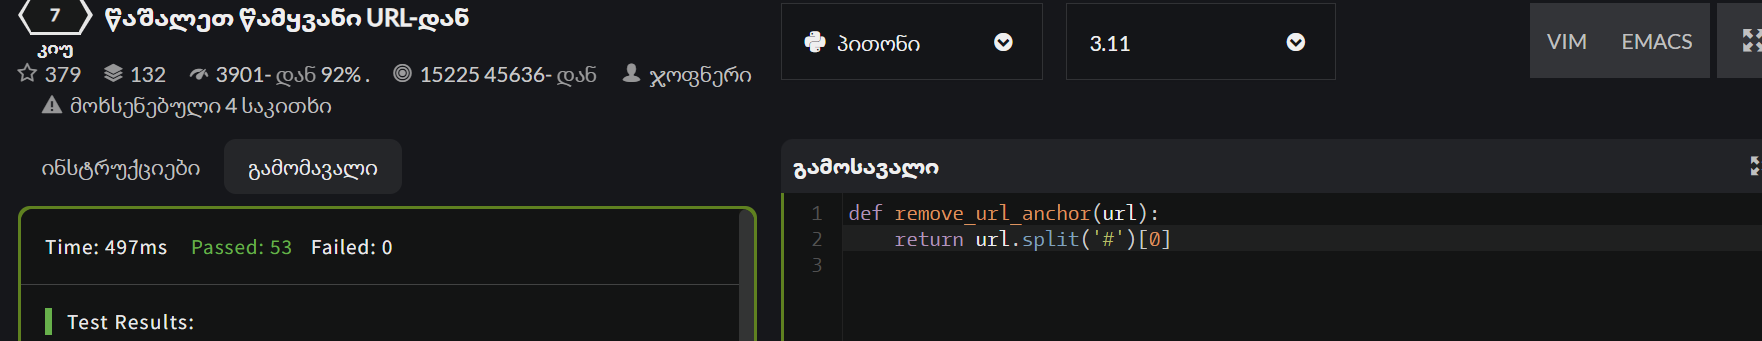 7 წაშალეთ წამყვანი URL-დან
კიუ
379 132 3901- დან 92% . 15225 45636- დან ჯოფნერი
მოხსენებული 4 საკითხი
ინსტრუქციები გამომავალი
Time: 497ms Passed: 53 Failed: 0
Test Results:
პითონი 3.11 VIM EMACS
გამოსავალი
1 def remove_url_anchor(url):
2 return url.split('#')[0]
3